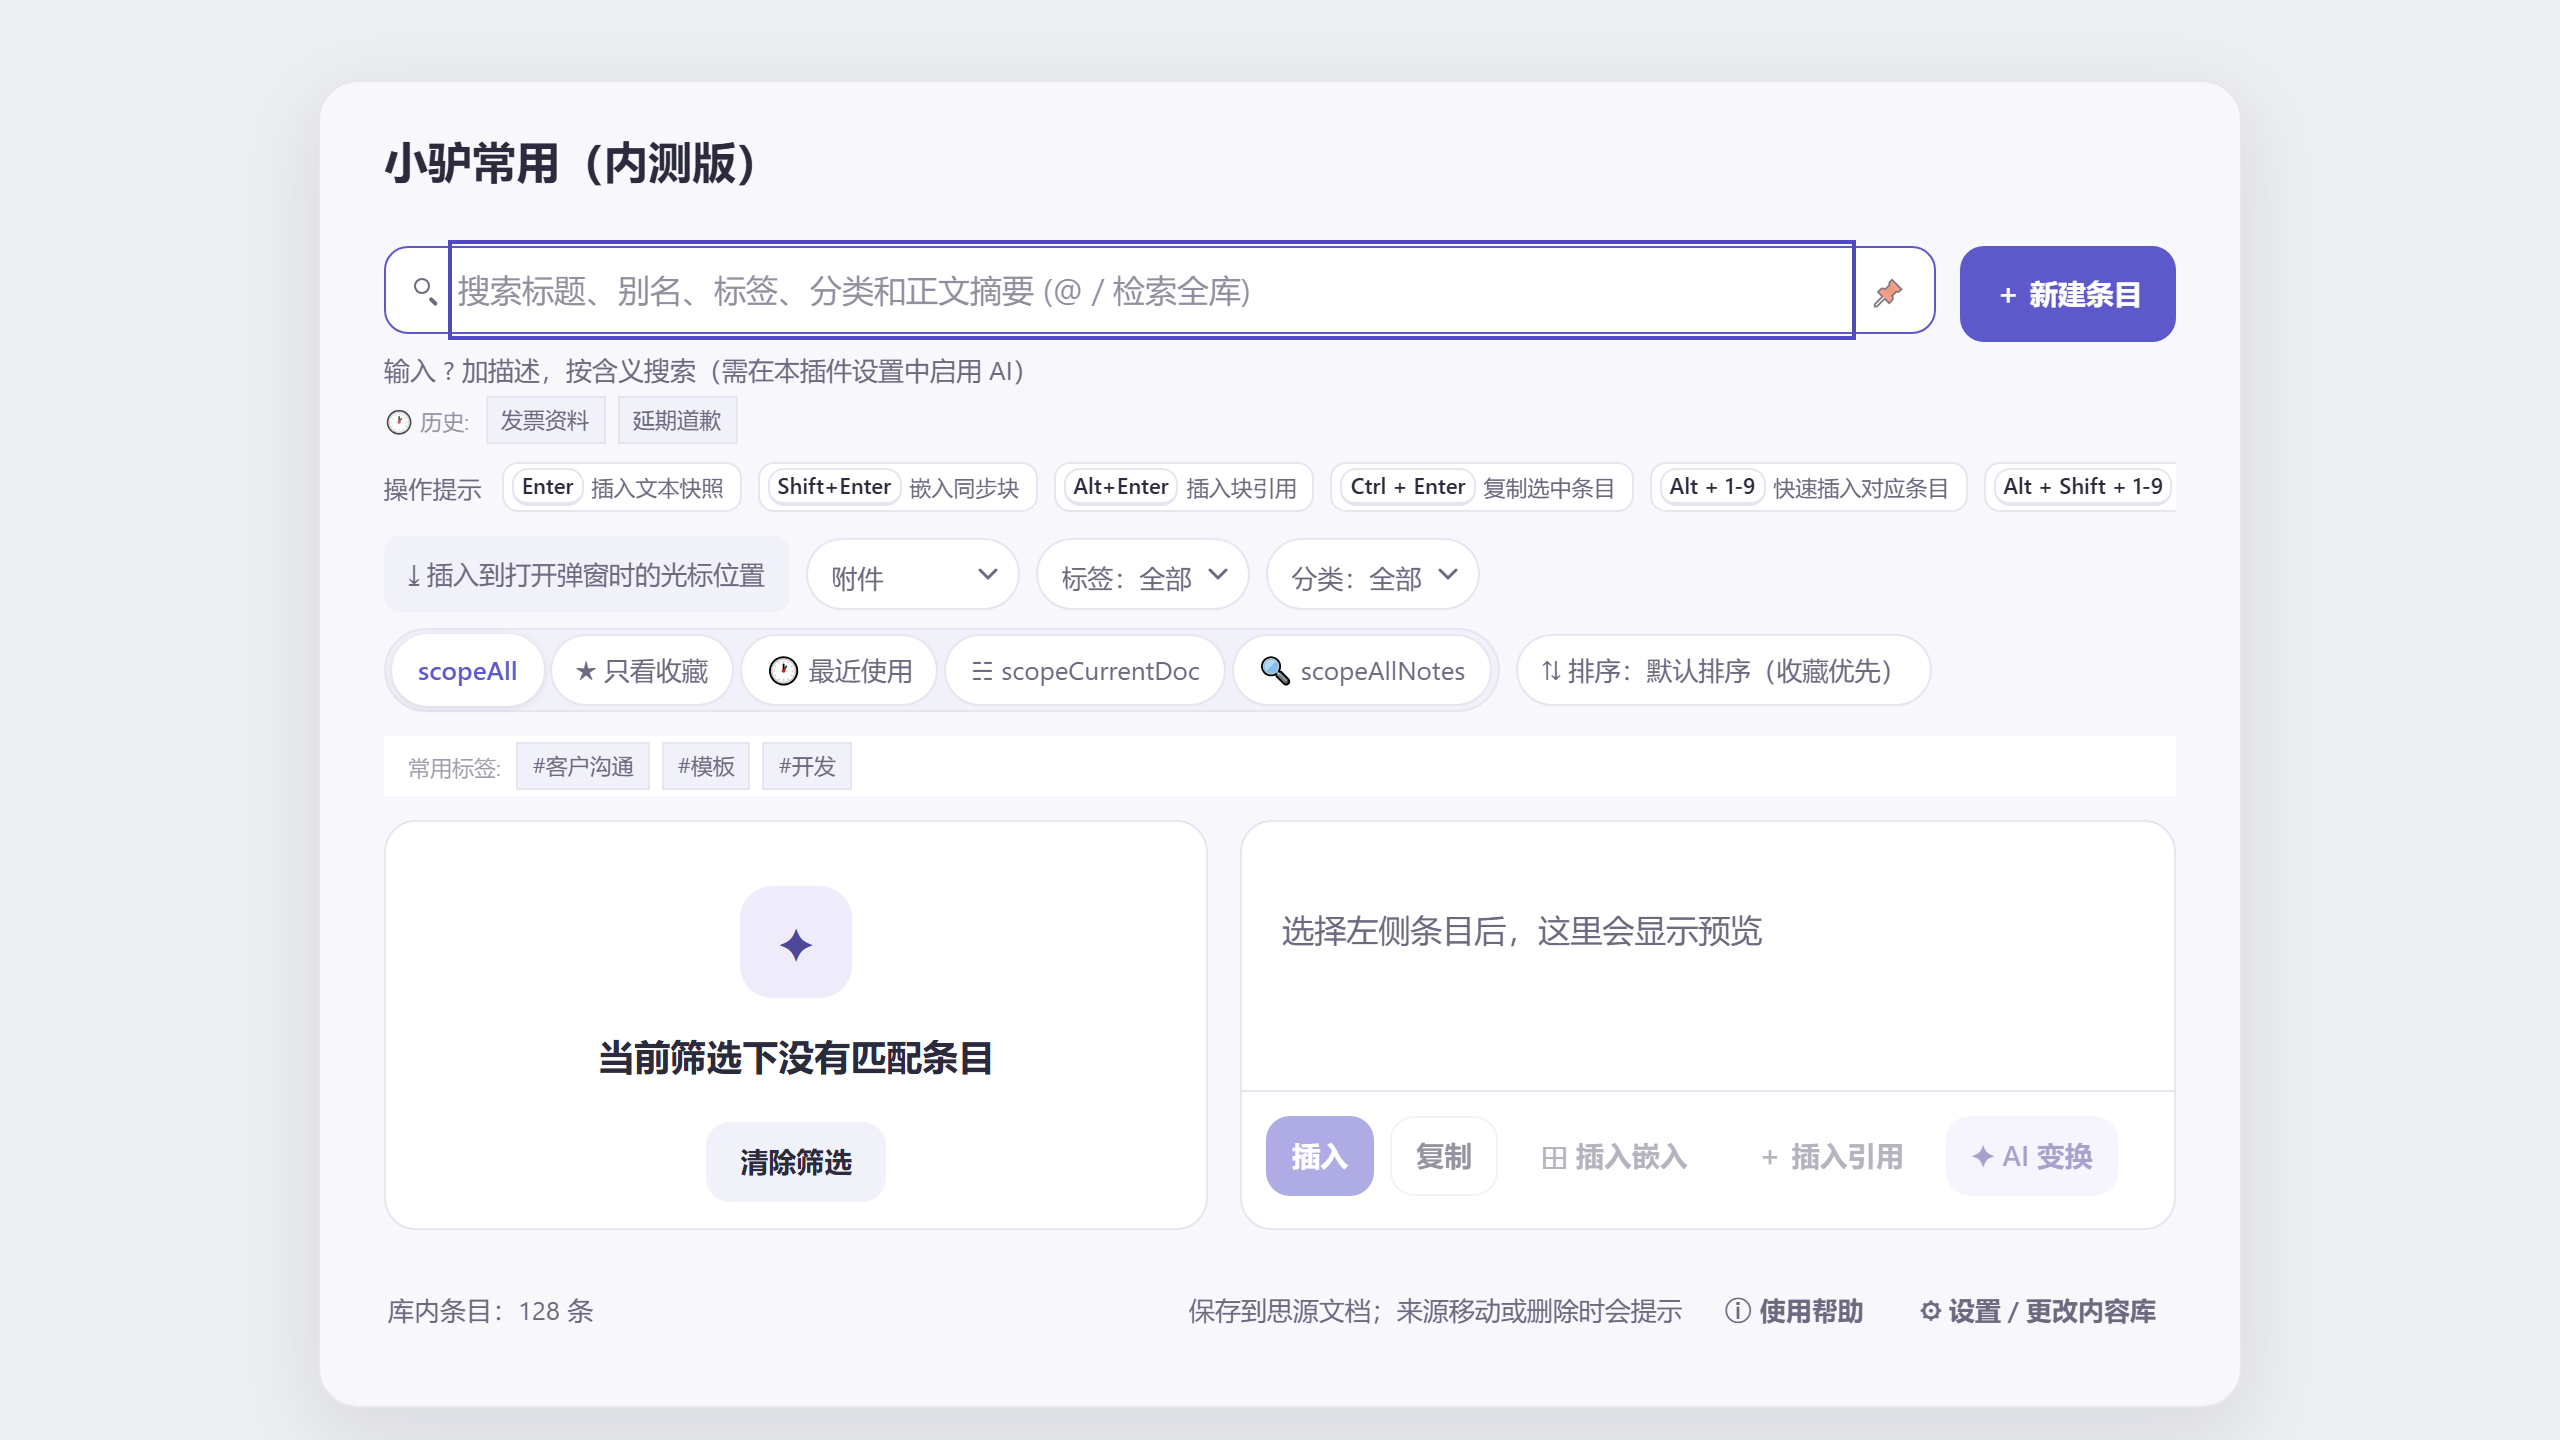 小驴常用（内测版）
搜索标题、别名、标签、分类和正文摘要 (@ / 检索全库)
+ 新建条目
输入 ? 加描述，按含义搜索（需在本插件设置中启用 AI）
历史: 发票资料 延期道歉
操作提示 Enter 插入文本快照 Shift+Enter 嵌入同步块 Alt+Enter 插入块引用 Ctrl + Enter 复制选中条目 Alt + 1-9 快速插入对应条目 Alt + Shift + 1-9
⤓插入到打开弹窗时的光标位置 附件 标签：全部 分类：全部
scopeAll ★ 只看收藏 最近使用 ☵ scopeCurrentDoc scopeAllNotes ⇅ 排序：默认排序（收藏优先）
常用标签: #客户沟通 #模板 #开发
当前筛选下没有匹配条目
清除筛选
选择左侧条目后，这里会显示预览
插入 复制 田 插入嵌入 + 插入引用 ✦ AI 变换
库内条目：128 条
保存到思源文档；来源移动或删除时会提示 ⓘ 使用帮助 ⚙ 设置 / 更改内容库